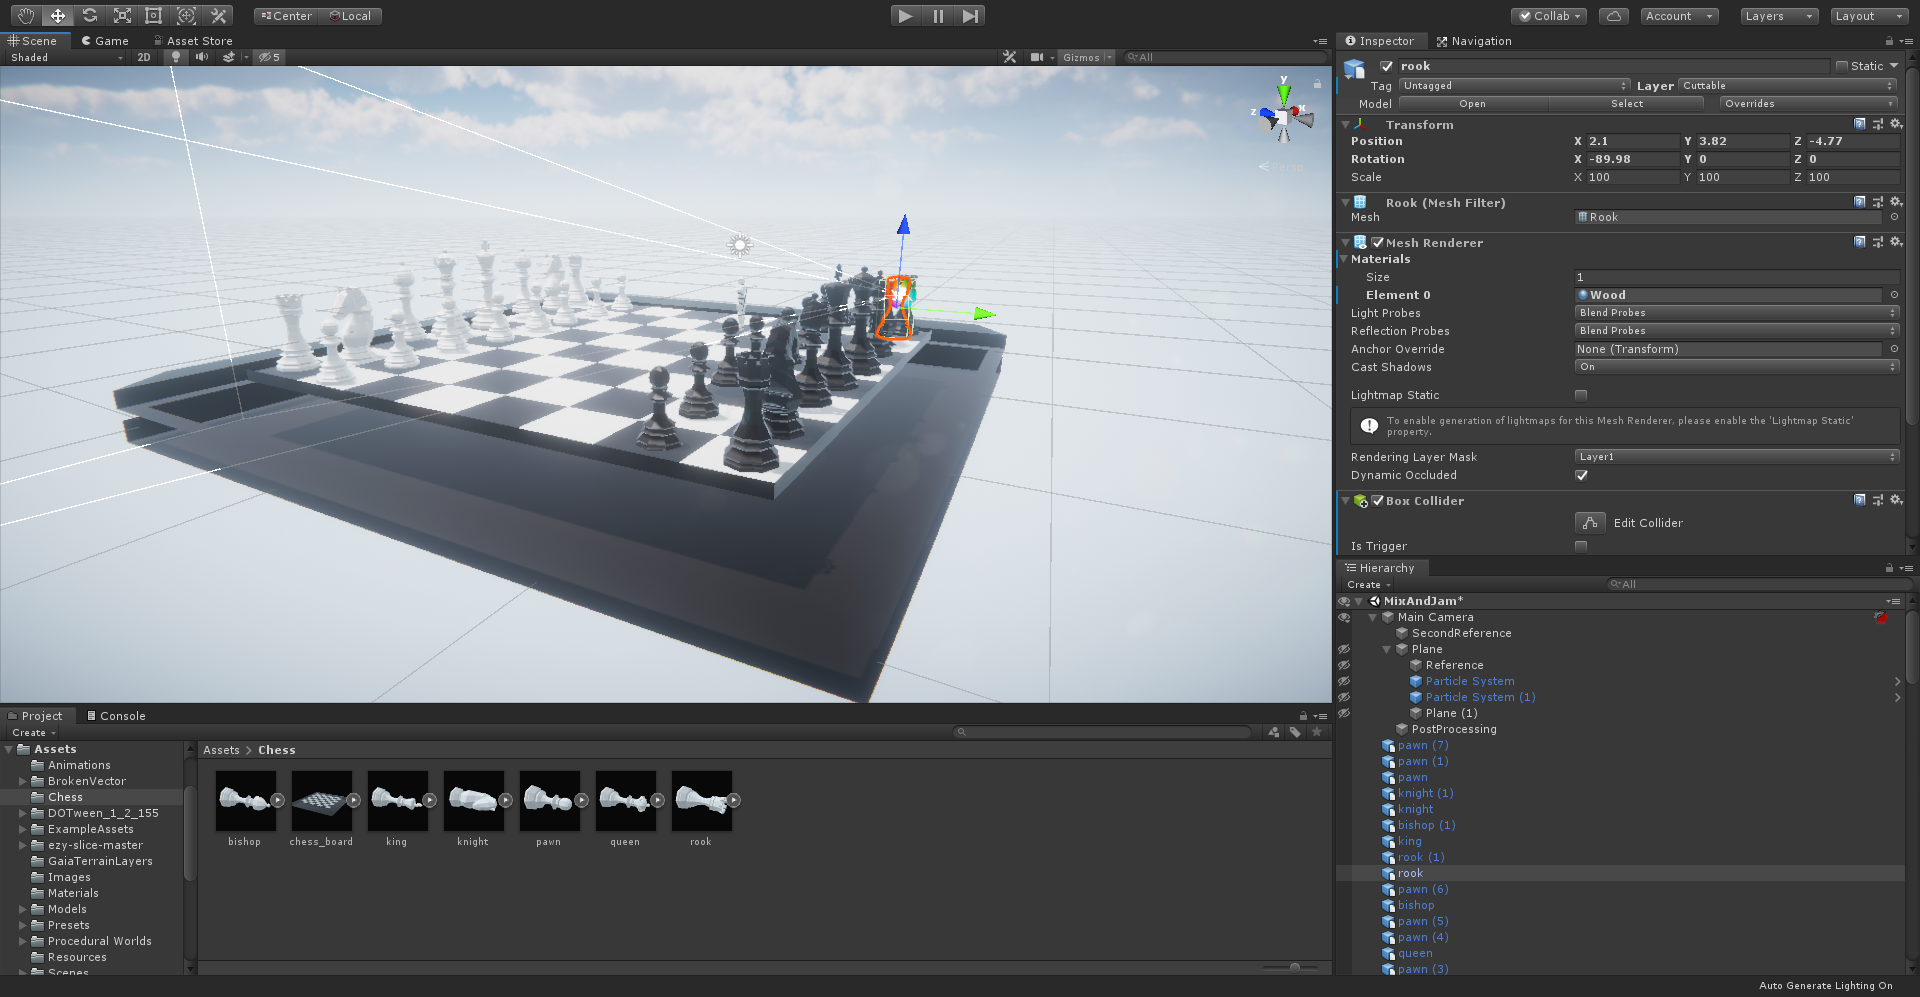 Center Local
Collab Account Layers Layout
Scene Game Asset Store
Shaded 2D 5 Gizmos All
y
x
z
Persp
Project Console
Create
Assets
Animations
BrokenVector
Chess
DOTween_1_2_155
ExampleAssets
ezy-slice-master
GaiaTerrainLayers
Images
Materials
Models
Presets
Procedural Worlds
Resources
Scenes
Assets > Chess
bishop chess_board king knight pawn queen rook
Inspector Navigation
rook Static
Tag Untagged Layer Cuttable
Model Open Select Overrides
Transform
Position X 2.1 Y 3.82 Z -4.77
Rotation X -89.98 Y 0 Z 0
Scale X 100 Y 100 Z 100
Rook (Mesh Filter)
Mesh Rook
Mesh Renderer
Materials
Size 1
Element 0 Wood
Light Probes Blend Probes
Reflection Probes Blend Probes
Anchor Override None (Transform)
Cast Shadows On
Lightmap Static
To enable generation of lightmaps for this Mesh Renderer, please enable the 'Lightmap Static'
property.
Rendering Layer Mask Layer1
Dynamic Occluded
Box Collider
Edit Collider
Is Trigger
Hierarchy
Create All
MixAndJam*
Main Camera
SecondReference
Plane
Reference
Particle System
Particle System (1)
Plane (1)
PostProcessing
pawn (7)
pawn (1)
pawn
knight (1)
knight
bishop (1)
king
rook (1)
rook
pawn (6)
bishop
pawn (5)
pawn (4)
queen
pawn (3)
Auto Generate Lighting On